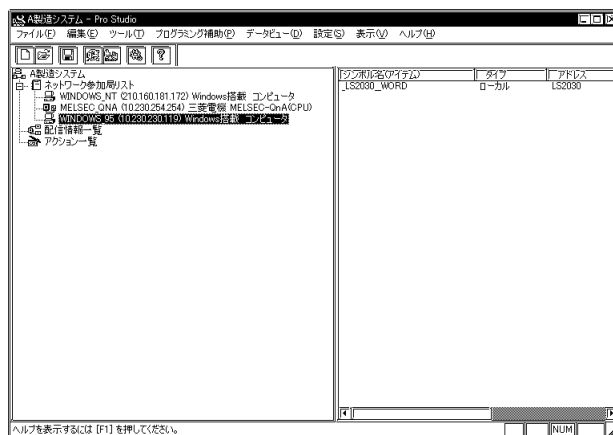 A製造システム - Pro Studio
ファイル(F) 編集(E) ツール(T) プログラミング補助(P) データビュー(D) 設定(S) 表示(V) ヘルプ(H)
A製造システム
ネットワーク参加局リスト
WINDOWS_NT (210.160.181.172) Windows搭載 コンピュータ
MELSEC_QNA (10.230.254.254) 三菱電機 MELSEC-QnA(CPU)
WINDOWS_95 (10.230.230.119) Windows搭載 コンピュータ
配信情報一覧
アクション一覧
シンボル名(アイテム) タイプ アドレス
_LS2030_WORD ローカル LS2030
ヘルプを表示するには [F1] を押してください。
NUM